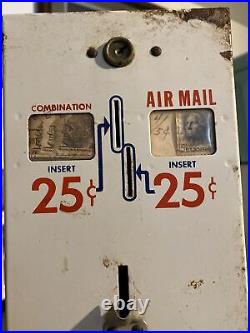 COMBINATION
AIR MAIL
INSERT
25¢
INSERT
25¢